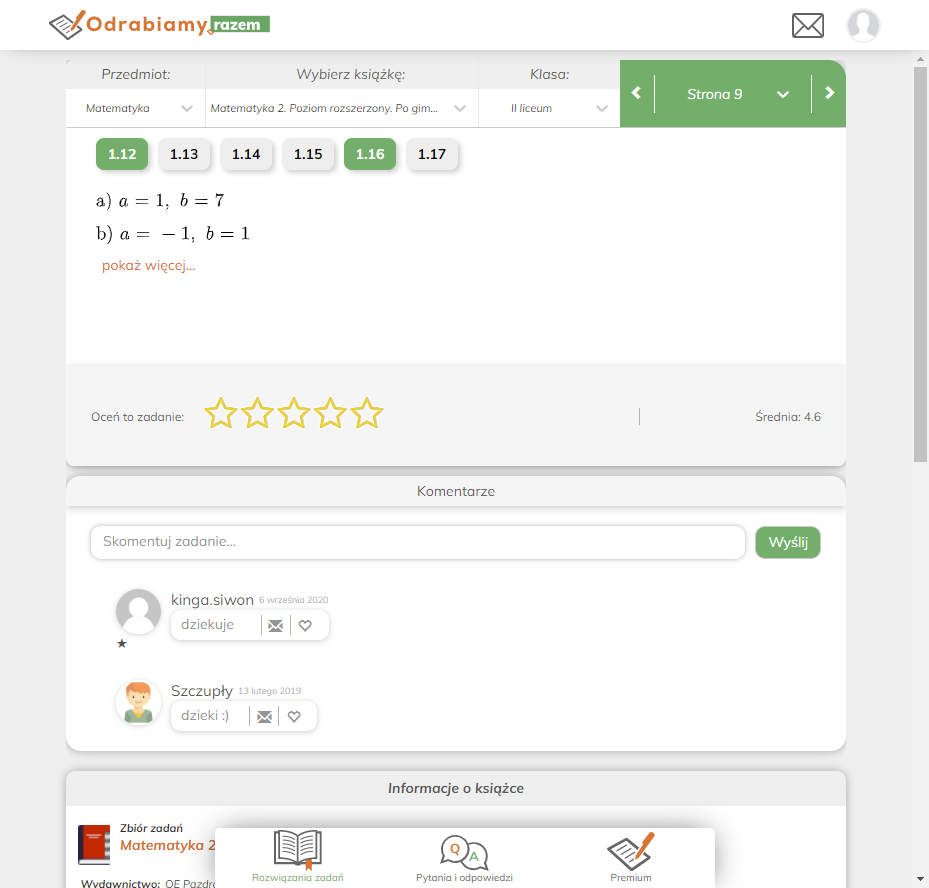 Odrabiamy razem
Przedmiot: Wybierz książkę: Klasa:
Matematyka Matematyka 2. Poziom rozszerzony. Po gim... II liceum Strona 9
1.12 1.13 1.14 1.15 1.16 1.17
a) a = 1, b = 7
b) a = −1, b = 1
pokaż więcej...
Oceń to zadanie: Średnia: 4.6
Komentarze
Skomentuj zadanie... Wyślij
kinga.siwon 6 września 2020
dziekuje
Szczupły 13 lutego 2019
dzieki :)
Informacje o książce
Zbiór zadań
Matematyka 2
Q A
Rozwiązania zadań Pytania i odpowiedzi Premium
Wydawnictwo: OE Pazdro